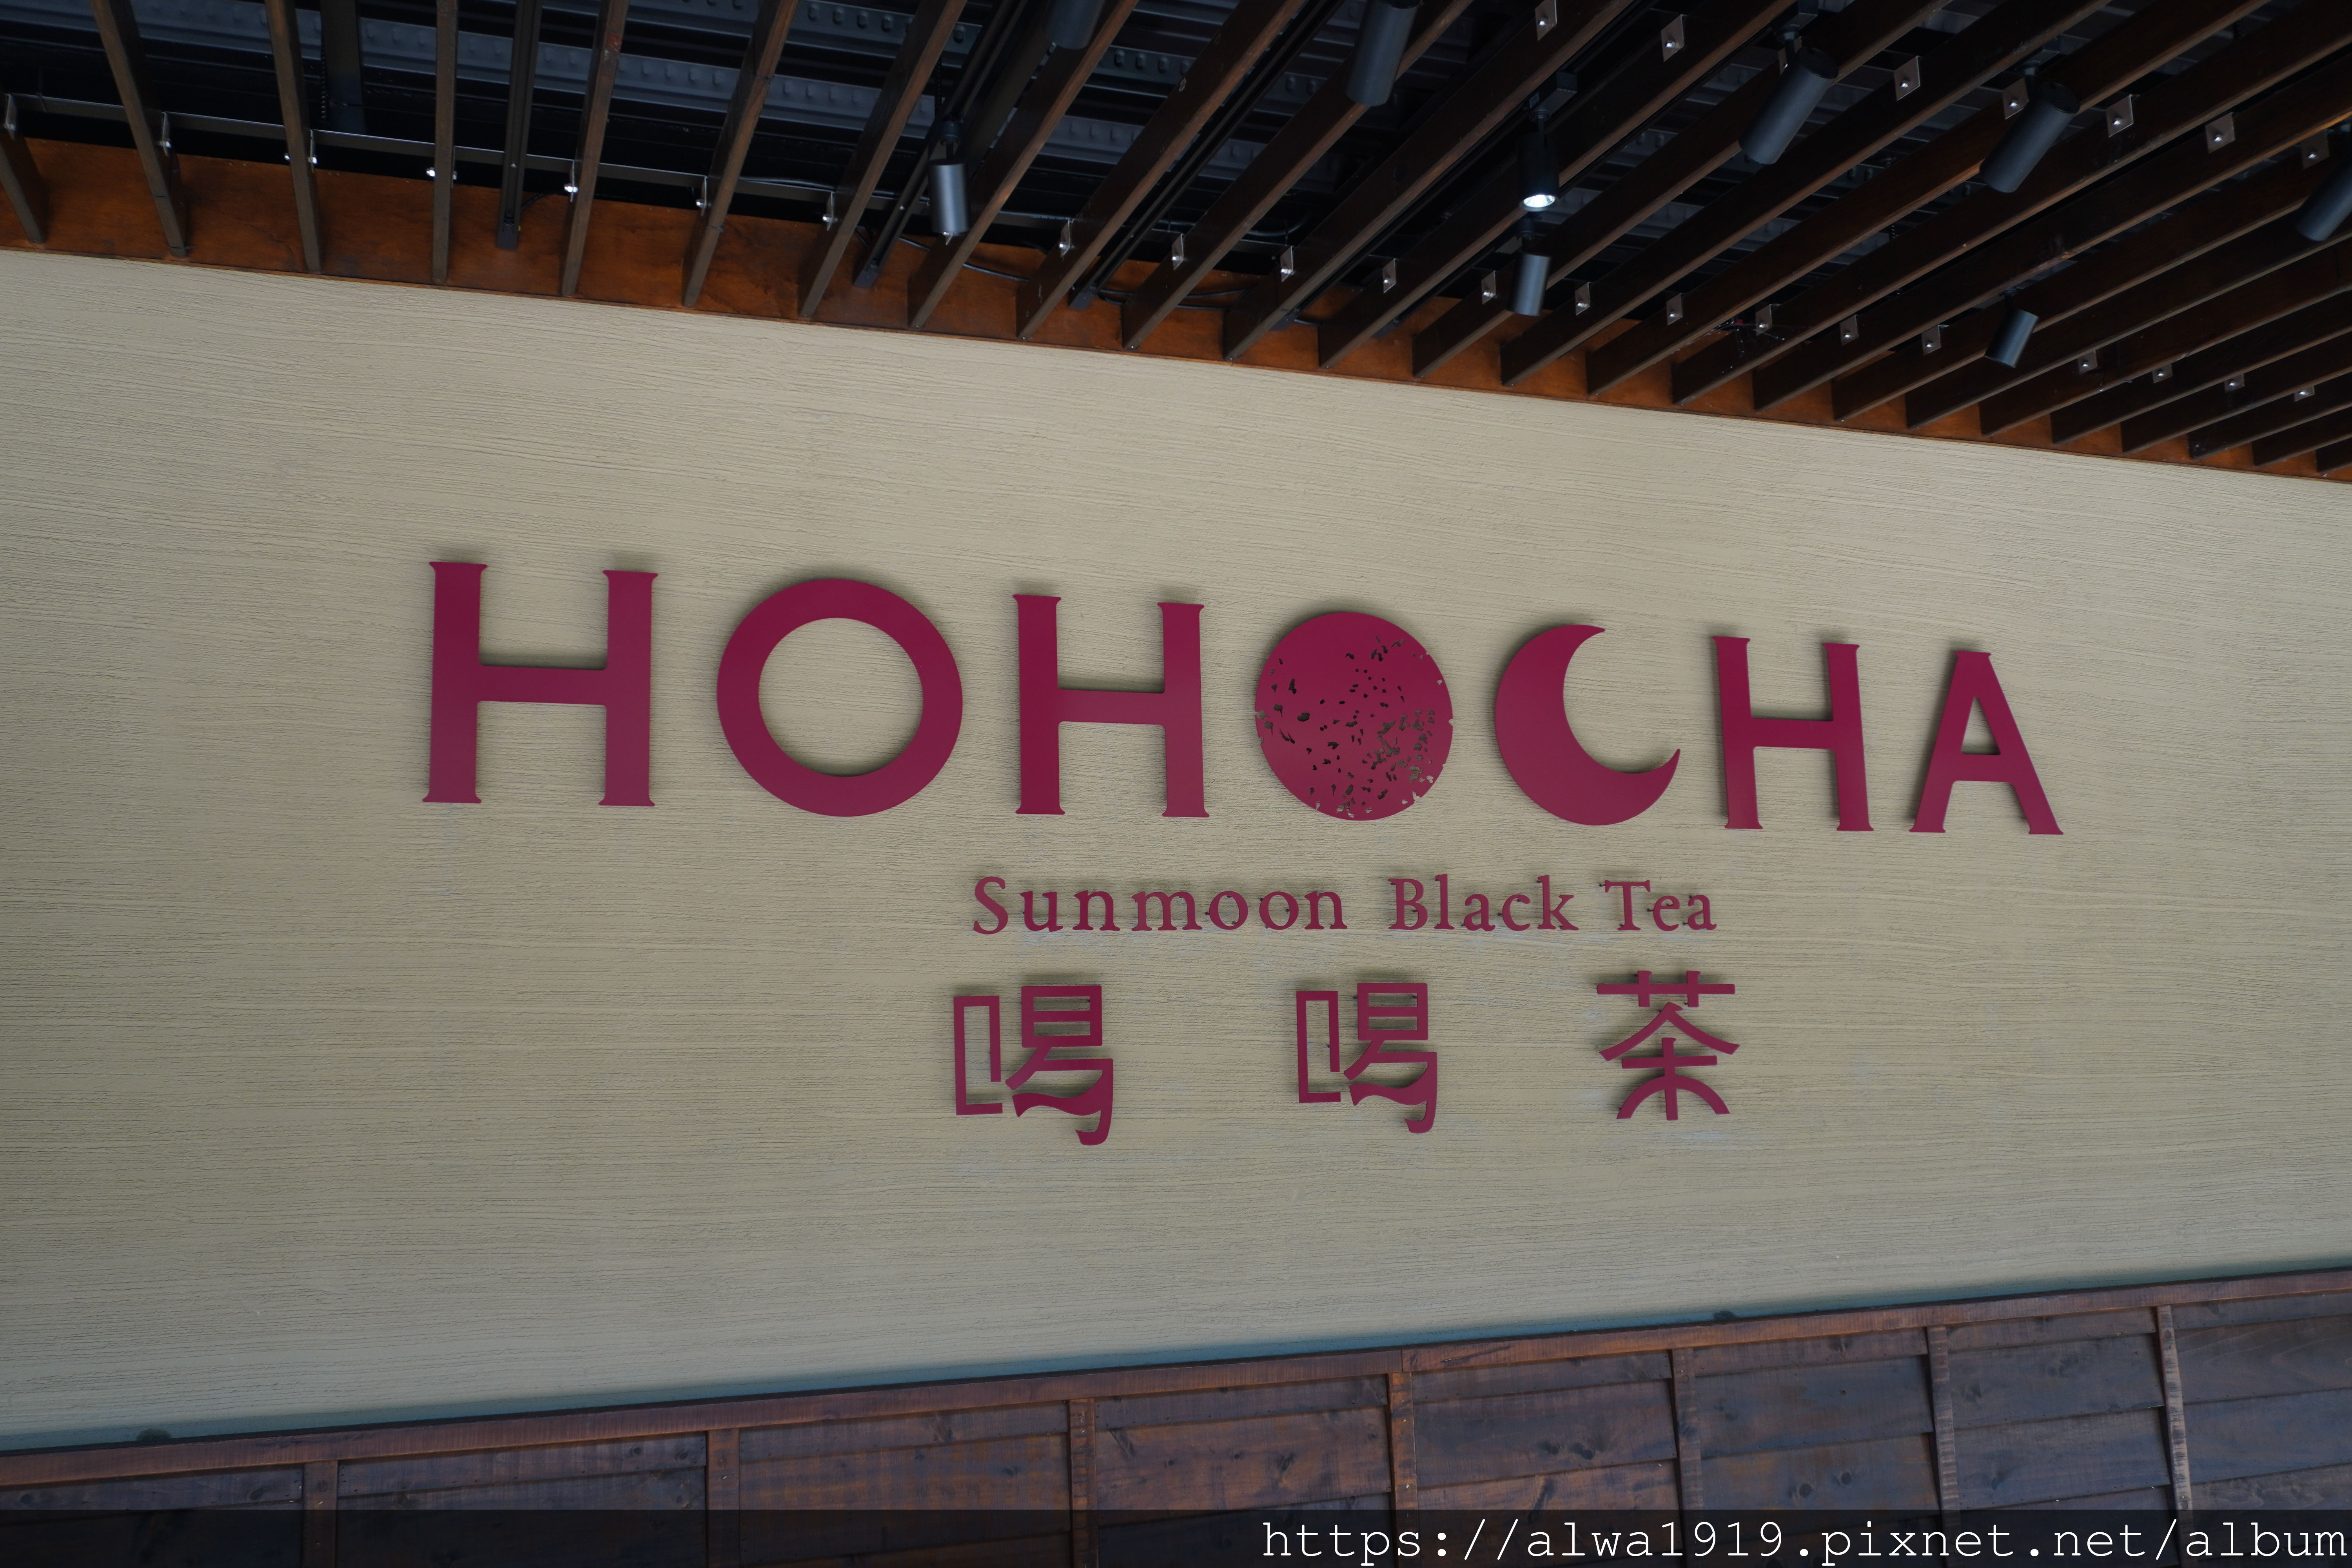 HOHOCHA
Sunmoon Black Tea
喝喝茶
https://alwa1919.pixnet.net/album